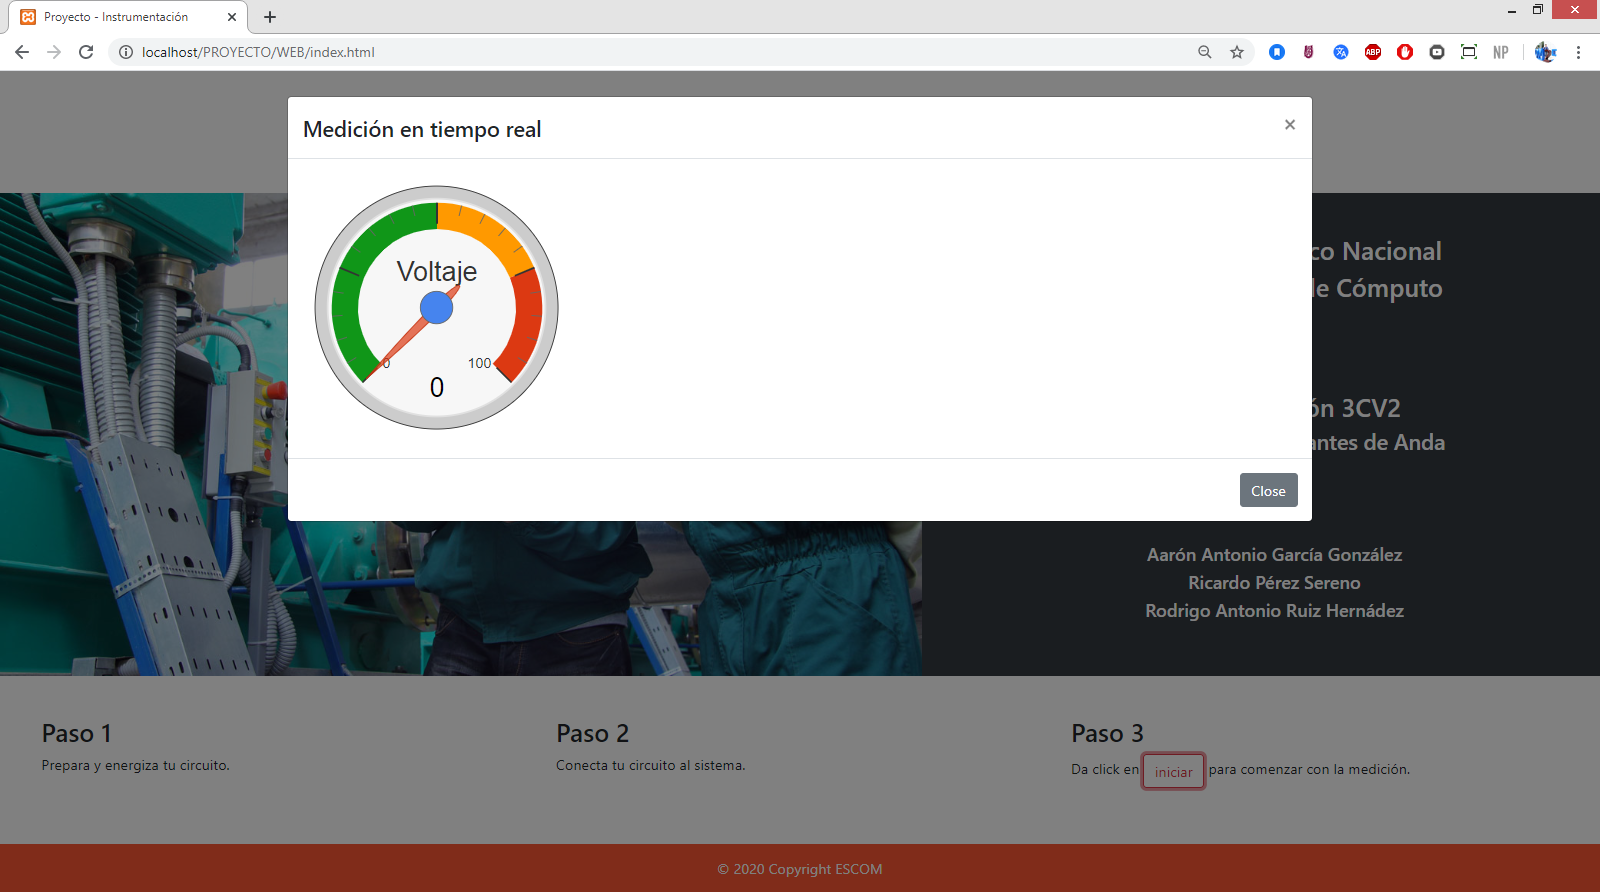 Proyecto - Instrumentación
localhost/PROYECTO/WEB/index.html
ABP
NP
Medición en tiempo real
×
Voltaje
0
100
0
Close
co Nacional
de Cómputo
ón 3CV2
antes de Anda
Aarón Antonio García González
Ricardo Pérez Sereno
Rodrigo Antonio Ruiz Hernádez
Paso 1
Prepara y energiza tu circuito.
Paso 2
Conecta tu circuito al sistema.
Paso 3
Da click en iniciar para comenzar con la medición.
© 2020 Copyright ESCOM